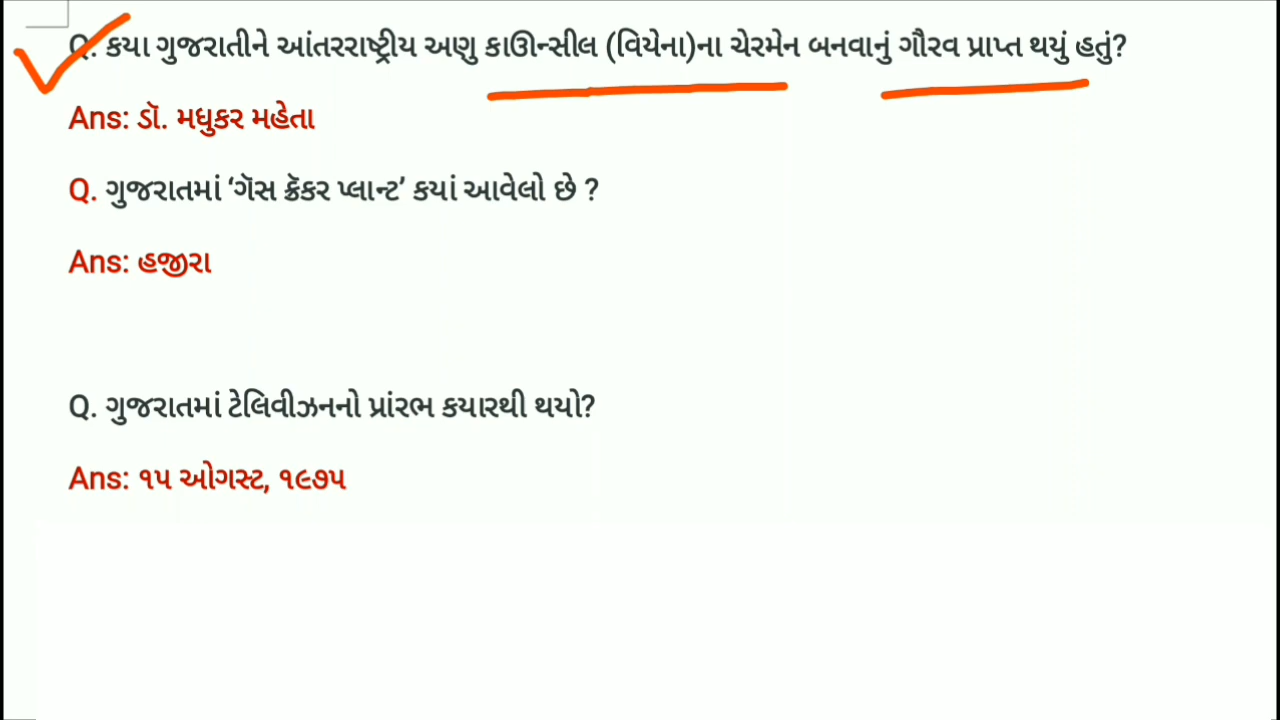 Q. કયા ગુજરાતીને આંતરરાષ્ટ્રીય અણુ કાઊન્સીલ (વિયેના)ના ચેરમેન બનવાનું ગૌરવ પ્રાપ્ત થયું હતું?
Ans: ડૉ. મધુકર મહેતા
Q. ગુજરાતમાં ‘ગૅસ ક્રૅકર પ્લાન્ટ’ કયાં આવેલો છે ?
Ans: હજીરા
Q. ગુજરાતમાં ટેલિવીઝનનો પ્રાંરભ કયારથી થયો?
Ans: ૧૫ ઓગસ્ટ, ૧૯૭૫